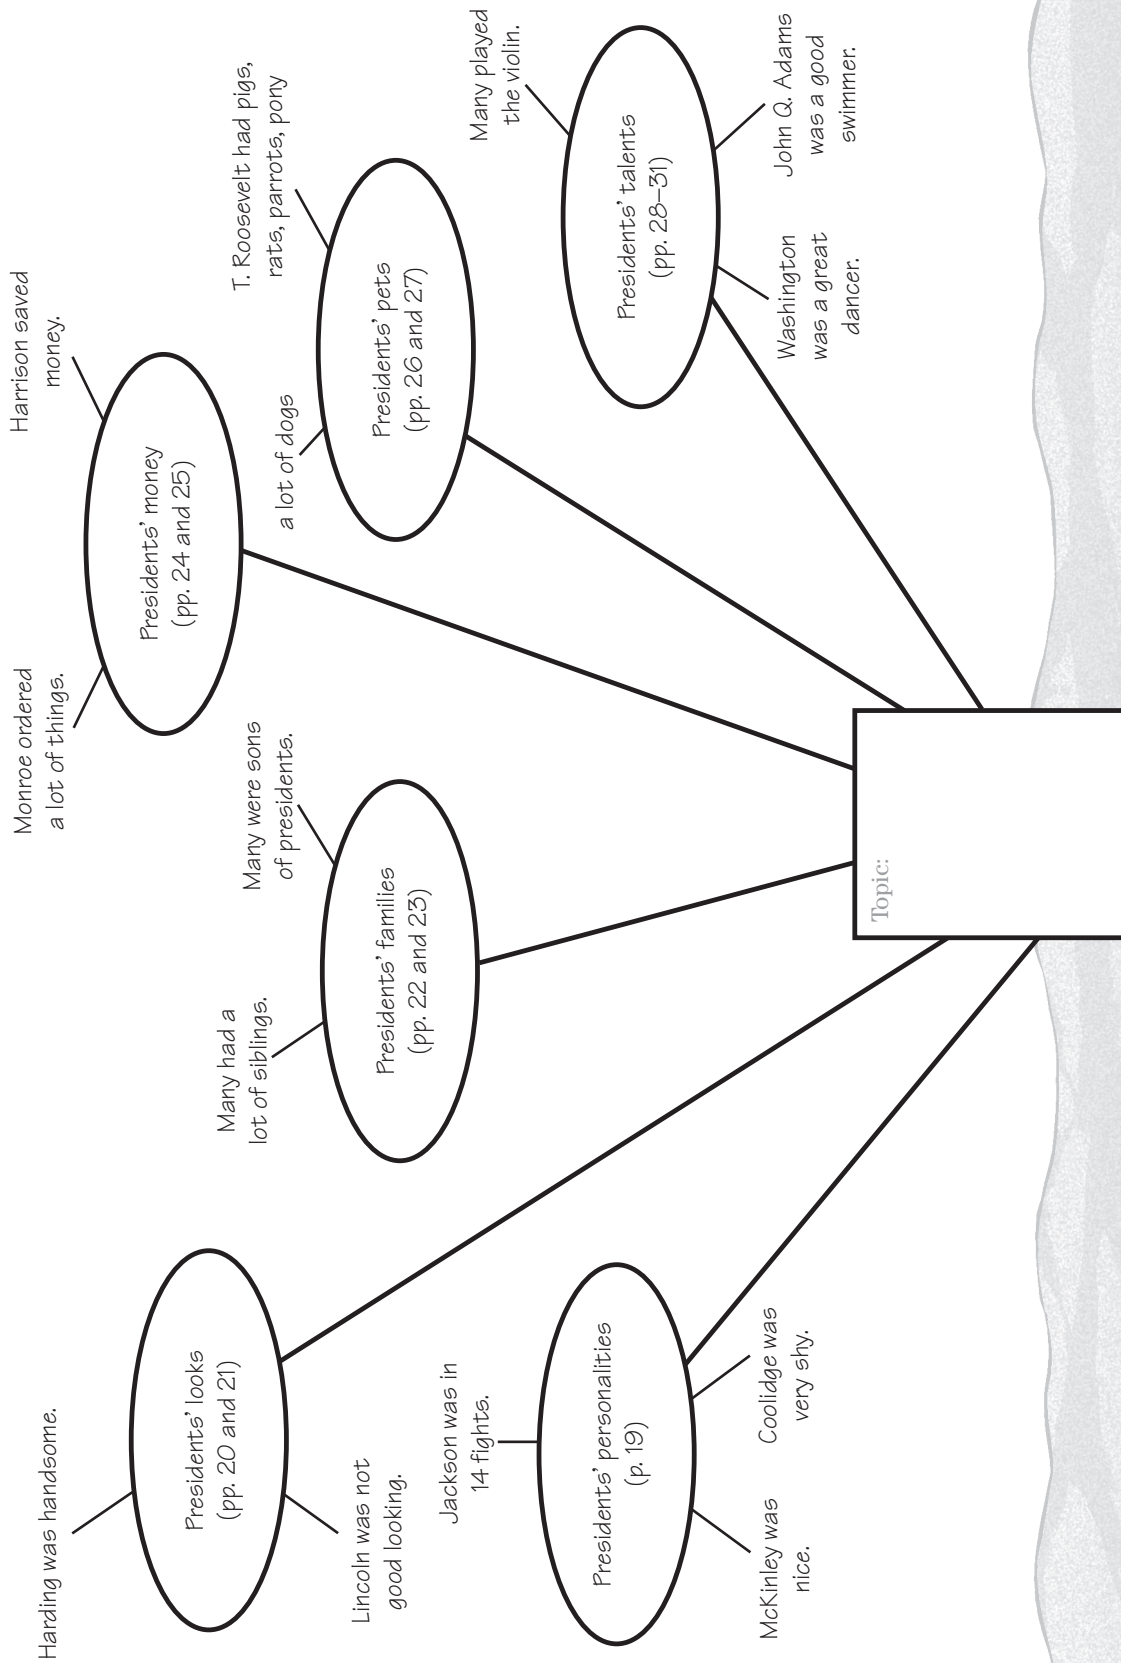 Harding was handsome.
Presidents' looks
(pp. 20 and 21)
Lincoln was not
good looking.
Jackson was in
14 fights.
Presidents' personalities
(p. 19)
McKinley was
nice.
Coolidge was
very shy.
Many had a
lot of siblings.
Many were sons
of presidents.
Presidents' families
(pp. 22 and 23)
Monroe ordered
a lot of things.
Harrison saved
money.
Presidents' money
(pp. 24 and 25)
a lot of dogs
T. Roosevelt had pigs,
rats, parrots, pony
Presidents' pets
(pp. 26 and 27)
Many played
the violin.
Presidents' talents
(pp. 28–31)
Washington
was a great
dancer.
John Q. Adams
was a good
swimmer.
Topic: